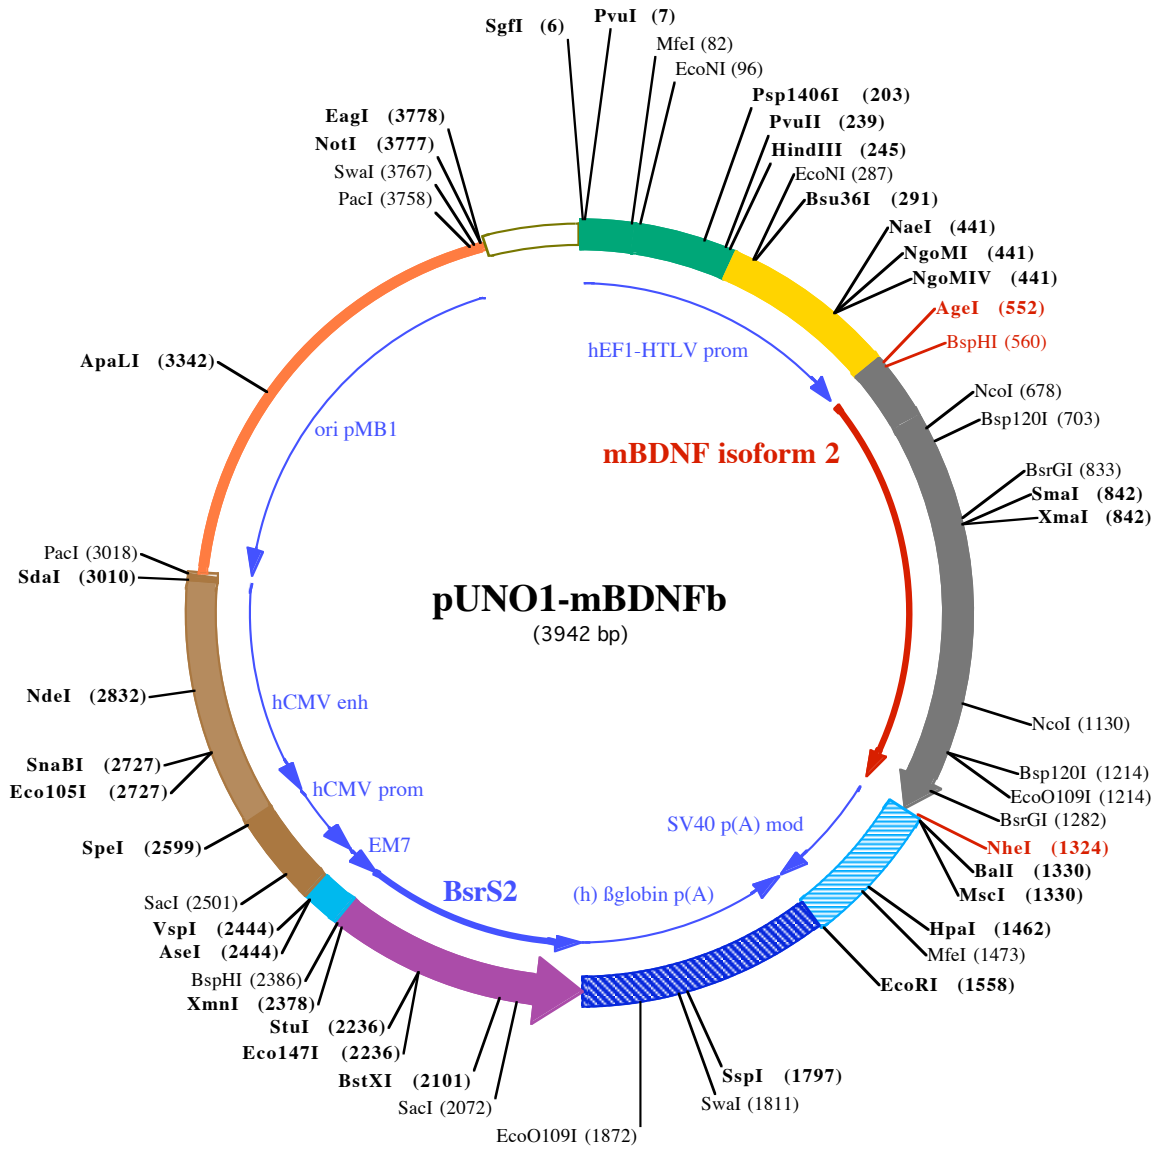 SgfI (6)
PvuI (7)
MfeI (82)
EcoNI (96)
Psp1406I (203)
PvuII (239)
HindIII (245)
EcoNI (287)
Bsu36I (291)
NaeI (441)
NgoMI (441)
NgoMIV (441)
AgeI (552)
BspHI (560)
NcoI (678)
Bsp120I (703)
BsrGI (833)
SmaI (842)
XmaI (842)
NcoI (1130)
Bsp120I (1214)
EcoO109I (1214)
BsrGI (1282)
NheI (1324)
BalI (1330)
MscI (1330)
HpaI (1462)
MfeI (1473)
EcoRI (1558)
SspI (1797)
SwaI (1811)
EcoO109I (1872)
SacI (2072)
BstXI (2101)
Eco147I (2236)
StuI (2236)
XmnI (2378)
BspHI (2386)
AseI (2444)
VspI (2444)
SacI (2501)
SpeI (2599)
Eco105I (2727)
SnaBI (2727)
NdeI (2832)
SdaI (3010)
PacI (3018)
ApaLI (3342)
PacI (3758)
SwaI (3767)
NotI (3777)
EagI (3778)
hEF1-HTLV prom
mBDNF isoform 2
ori pMB1
pUNO1-mBDNFb
(3942 bp)
hCMV enh
hCMV prom
EM7
BsrS2
(h) ßglobin p(A)
SV40 p(A) mod